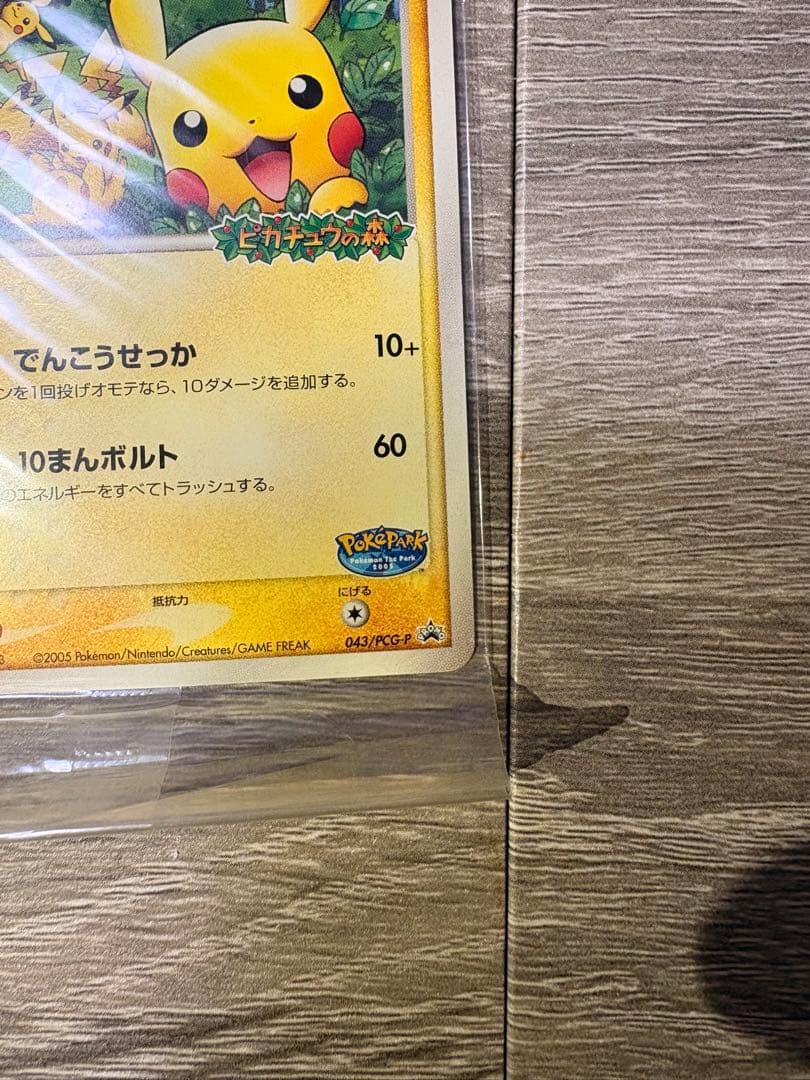 ピカチュウの森
でんこうせっか 10+
ンを1回投げオモテなら、10ダメージを追加する。
10まんボルト 60
のエネルギーをすべてトラッシュする。
POKéPARK
Pokémon The Park
2005
抵抗力 にげる
©2005 Pokémon/Nintendo/Creatures/GAME FREAK 043/PCG-P